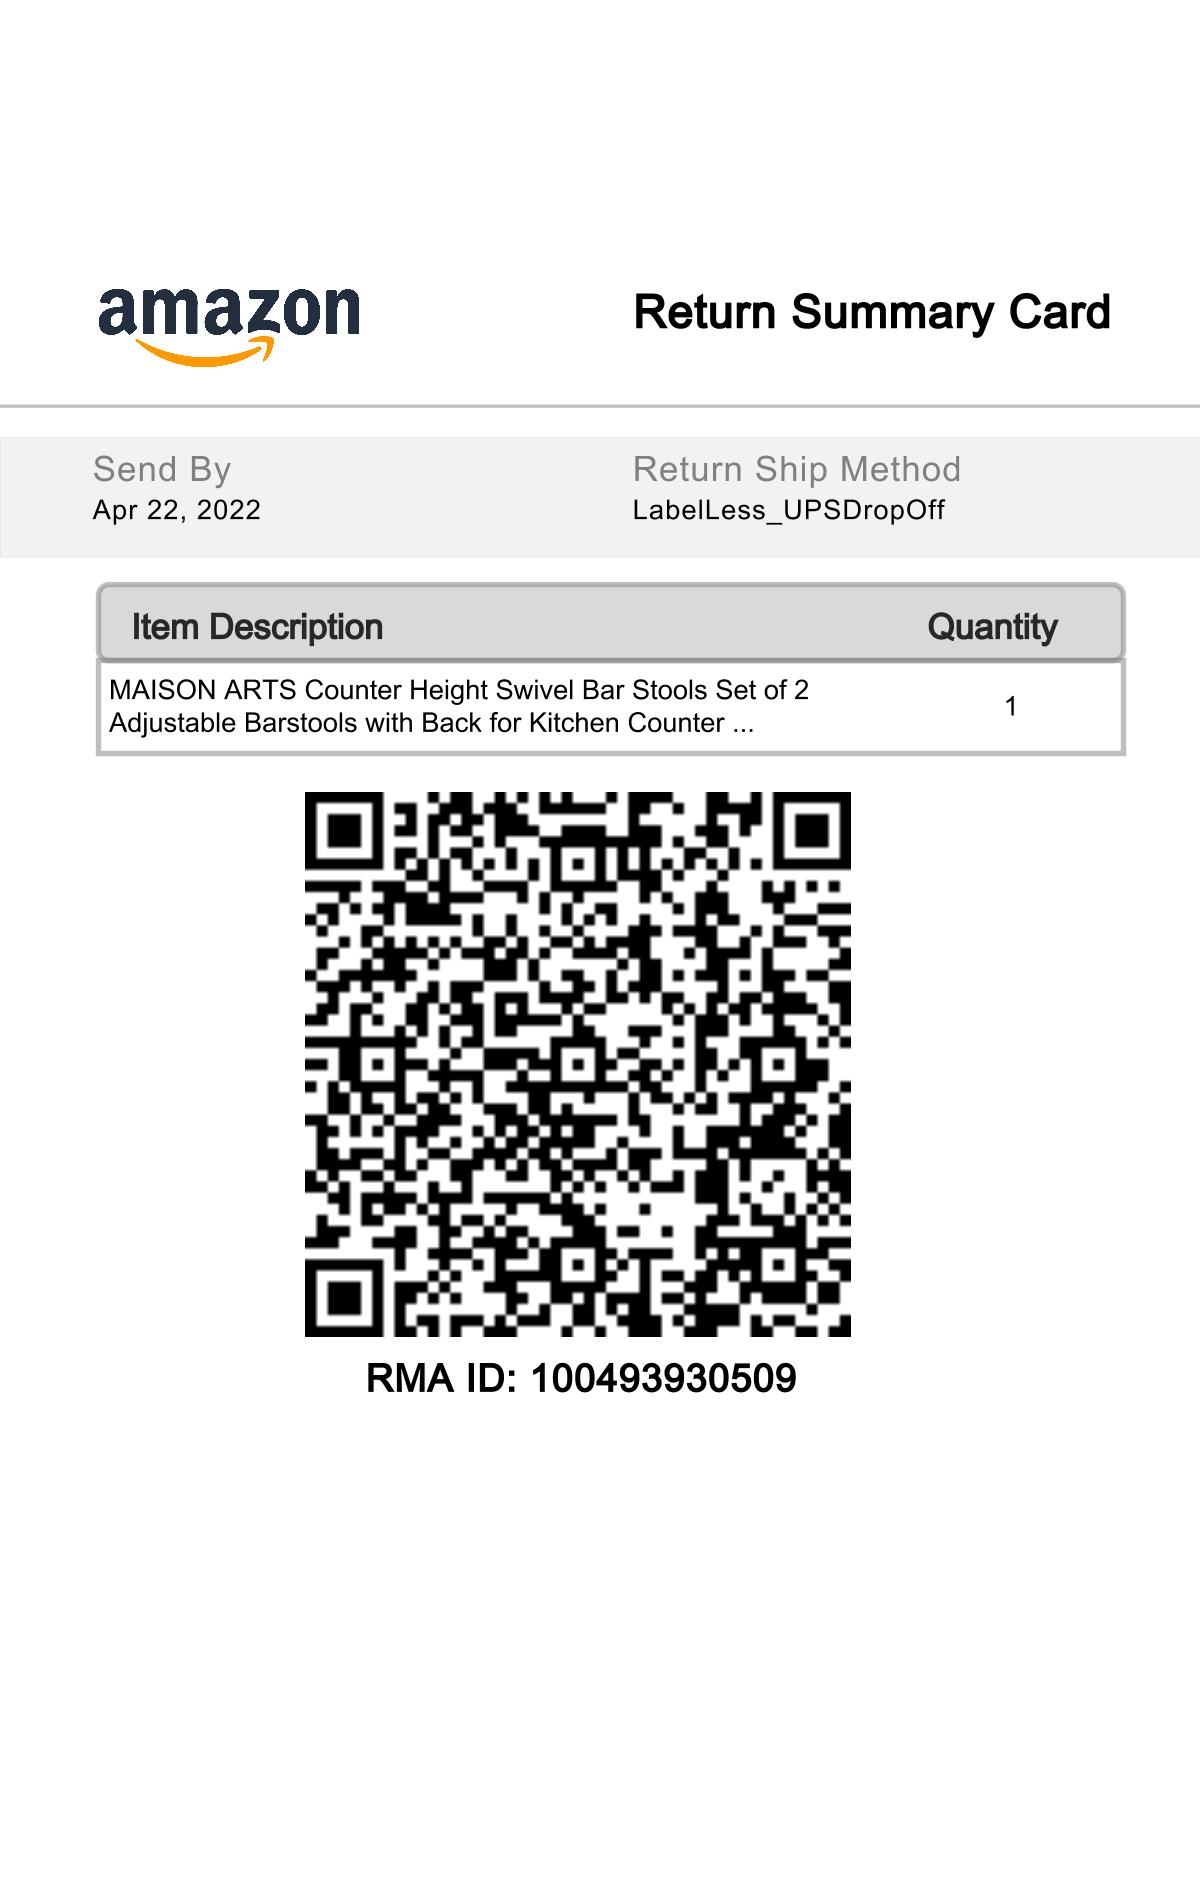 amazon
Return Summary Card
Send By
Return Ship Method
Apr 22, 2022
LabelLess_UPSDropOff
Item Description
Quantity
MAISON ARTS Counter Height Swivel Bar Stools Set of 2
Adjustable Barstools with Back for Kitchen Counter ...
1
RMA ID: 100493930509